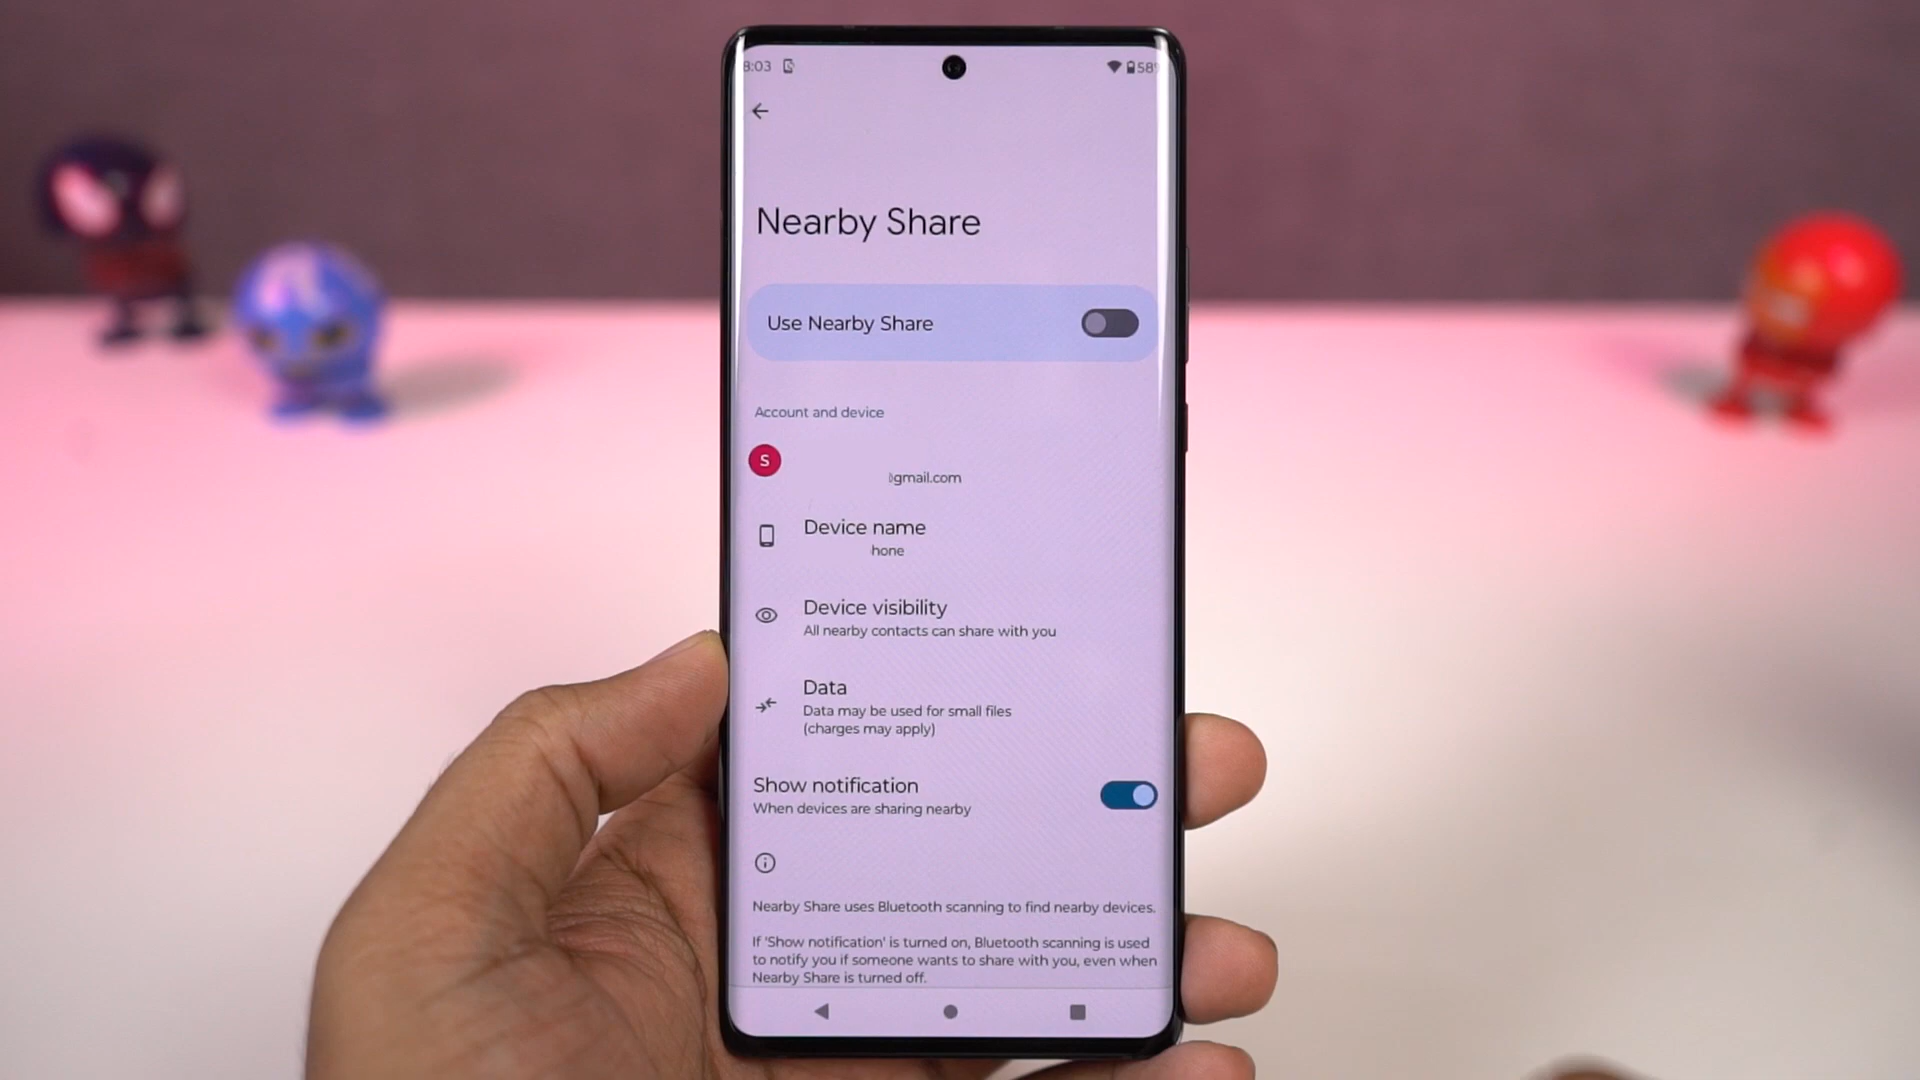 8:03 58%
Nearby Share
Use Nearby Share
Account and device
S
gmail.com
Device name
hone
Device visibility
All nearby contacts can share with you
Data
Data may be used for small files
(charges may apply)
Show notification
When devices are sharing nearby
Nearby Share uses Bluetooth scanning to find nearby devices.
If 'Show notification' is turned on, Bluetooth scanning is used
to notify you if someone wants to share with you, even when
Nearby Share is turned off.